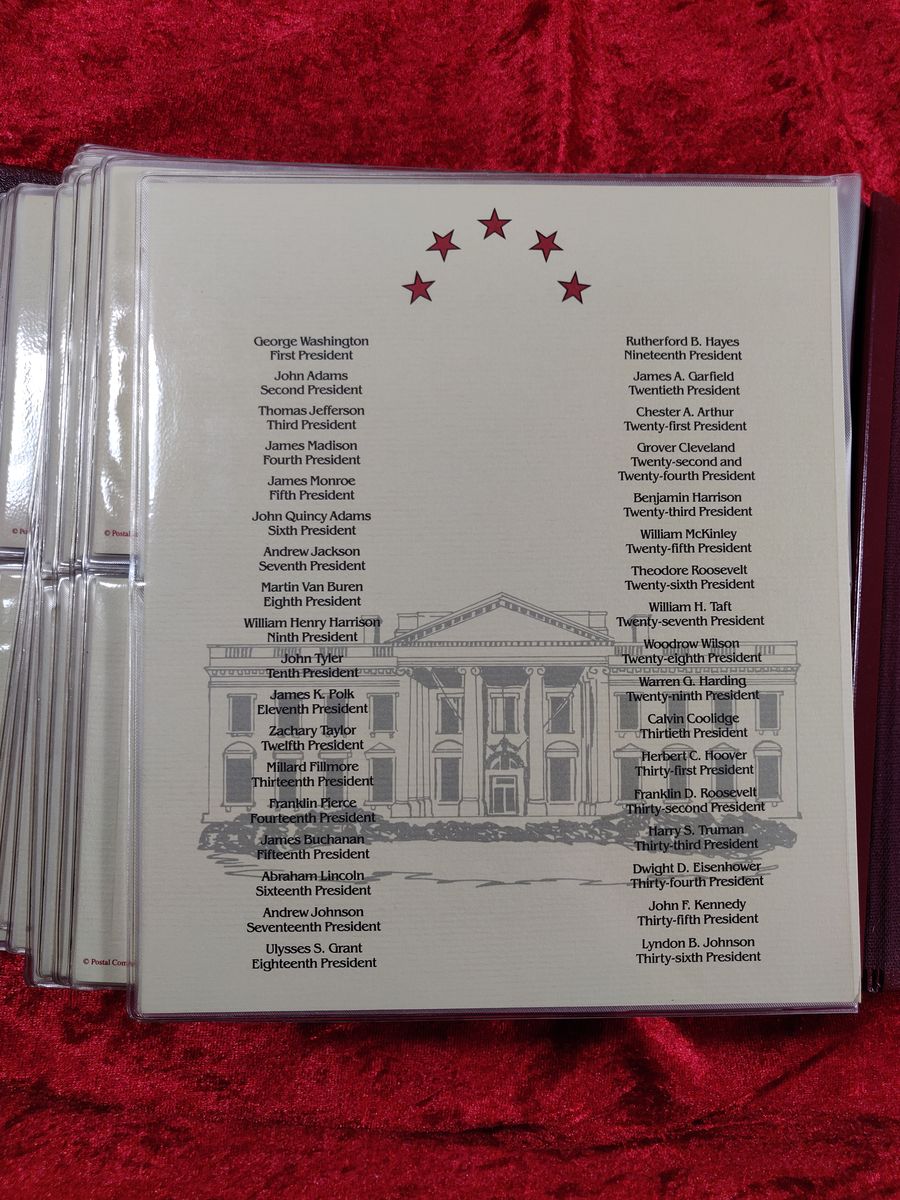 George Washington
First President
John Adams
Second President
Thomas Jefferson
Third President
James Madison
Fourth President
James Monroe
Fifth President
John Quincy Adams
Sixth President
Andrew Jackson
Seventh President
Martin Van Buren
Eighth President
William Henry Harrison
Ninth President
John Tyler
Tenth President
James K. Polk
Eleventh President
Zachary Taylor
Twelfth President
Millard Fillmore
Thirteenth President
Franklin Pierce
Fourteenth President
James Buchanan
Fifteenth President
Abraham Lincoln
Sixteenth President
Andrew Johnson
Seventeenth President
Ulysses S. Grant
Eighteenth President
Rutherford B. Hayes
Nineteenth President
James A. Garfield
Twentieth President
Chester A. Arthur
Twenty-first President
Grover Cleveland
Twenty-second and
Twenty-fourth President
Benjamin Harrison
Twenty-third President
William McKinley
Twenty-fifth President
Theodore Roosevelt
Twenty-sixth President
William H. Taft
Twenty-seventh President
Woodrow Wilson
Twenty-eighth President
Warren G. Harding
Twenty-ninth President
Calvin Coolidge
Thirtieth President
Herbert C. Hoover
Thirty-first President
Franklin D. Roosevelt
Thirty-second President
Harry S. Truman
Thirty-third President
Dwight D. Eisenhower
Thirty-fourth President
John F. Kennedy
Thirty-fifth President
Lyndon B. Johnson
Thirty-sixth President
© Postal
© Postal